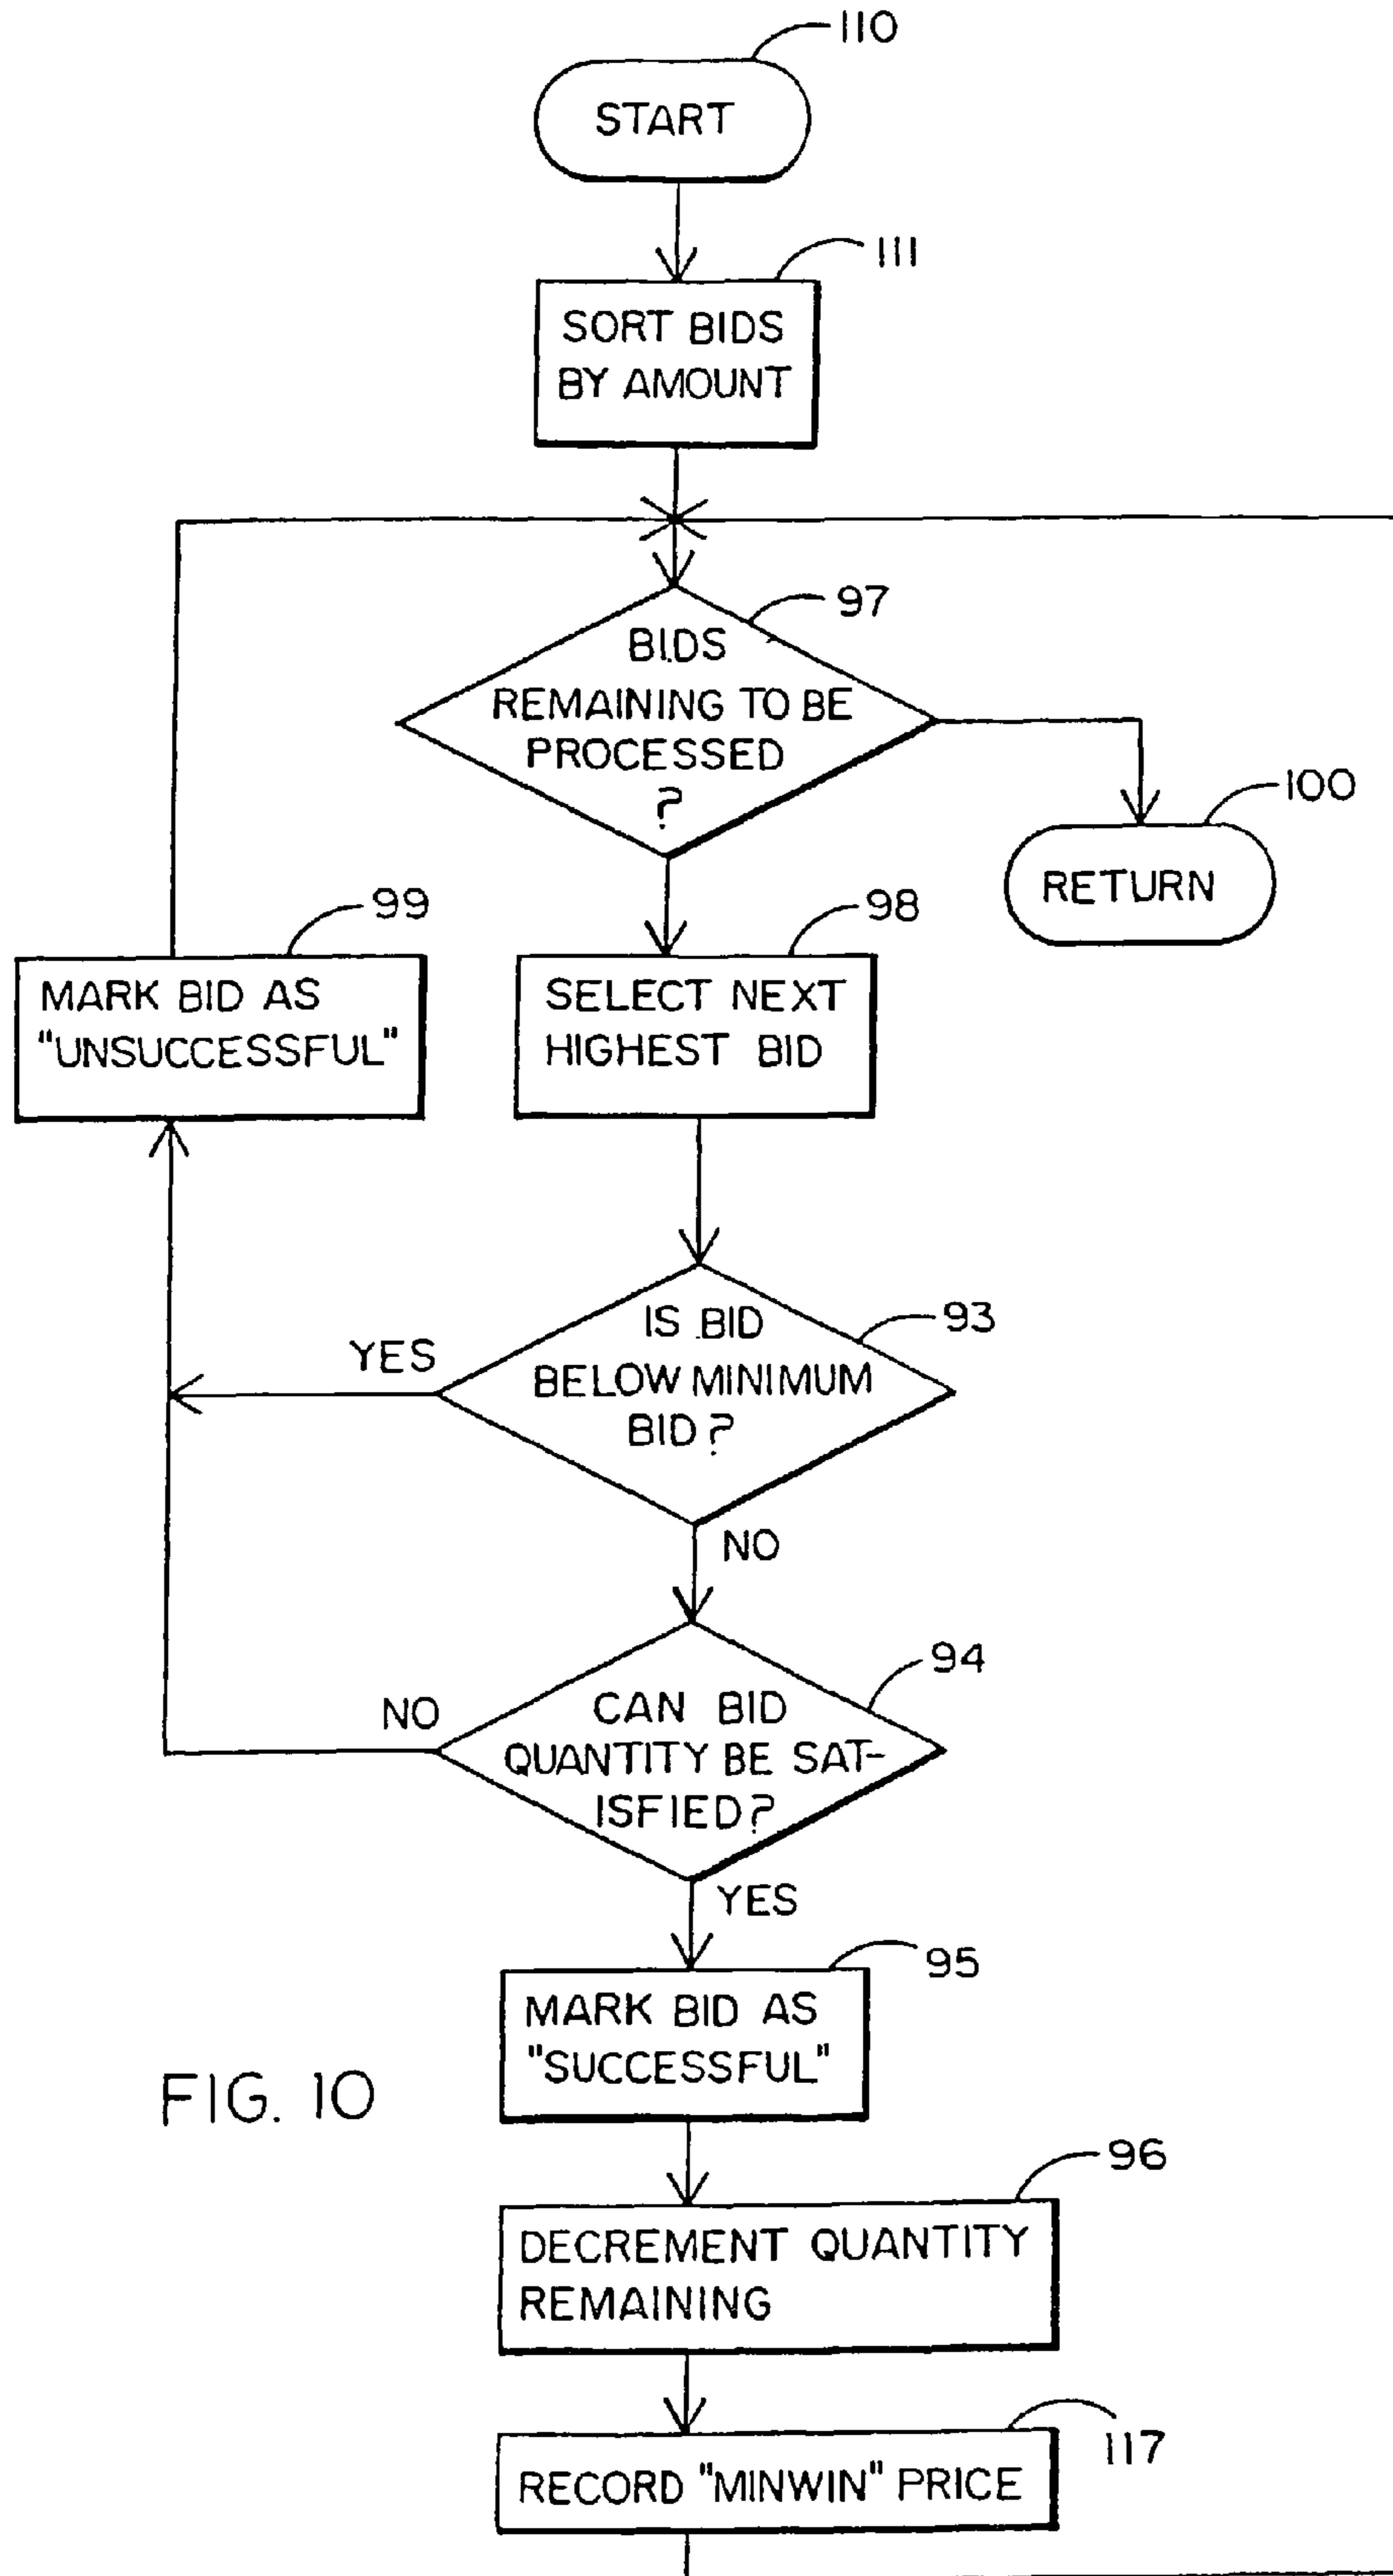 110
START
111
SORT BIDS
BY AMOUNT
97
BIDS
REMAINING TO BE
PROCESSED
?
100
RETURN
99
MARK BID AS
"UNSUCCESSFUL"
98
SELECT NEXT
HIGHEST BID
93
IS BID
BELOW MINIMUM
BID?
YES
NO
94
CAN BID
QUANTITY BE SAT-
ISFIED?
NO
YES
95
MARK BID AS
"SUCCESSFUL"
FIG. 10
96
DECREMENT QUANTITY
REMAINING
117
RECORD "MINWIN" PRICE